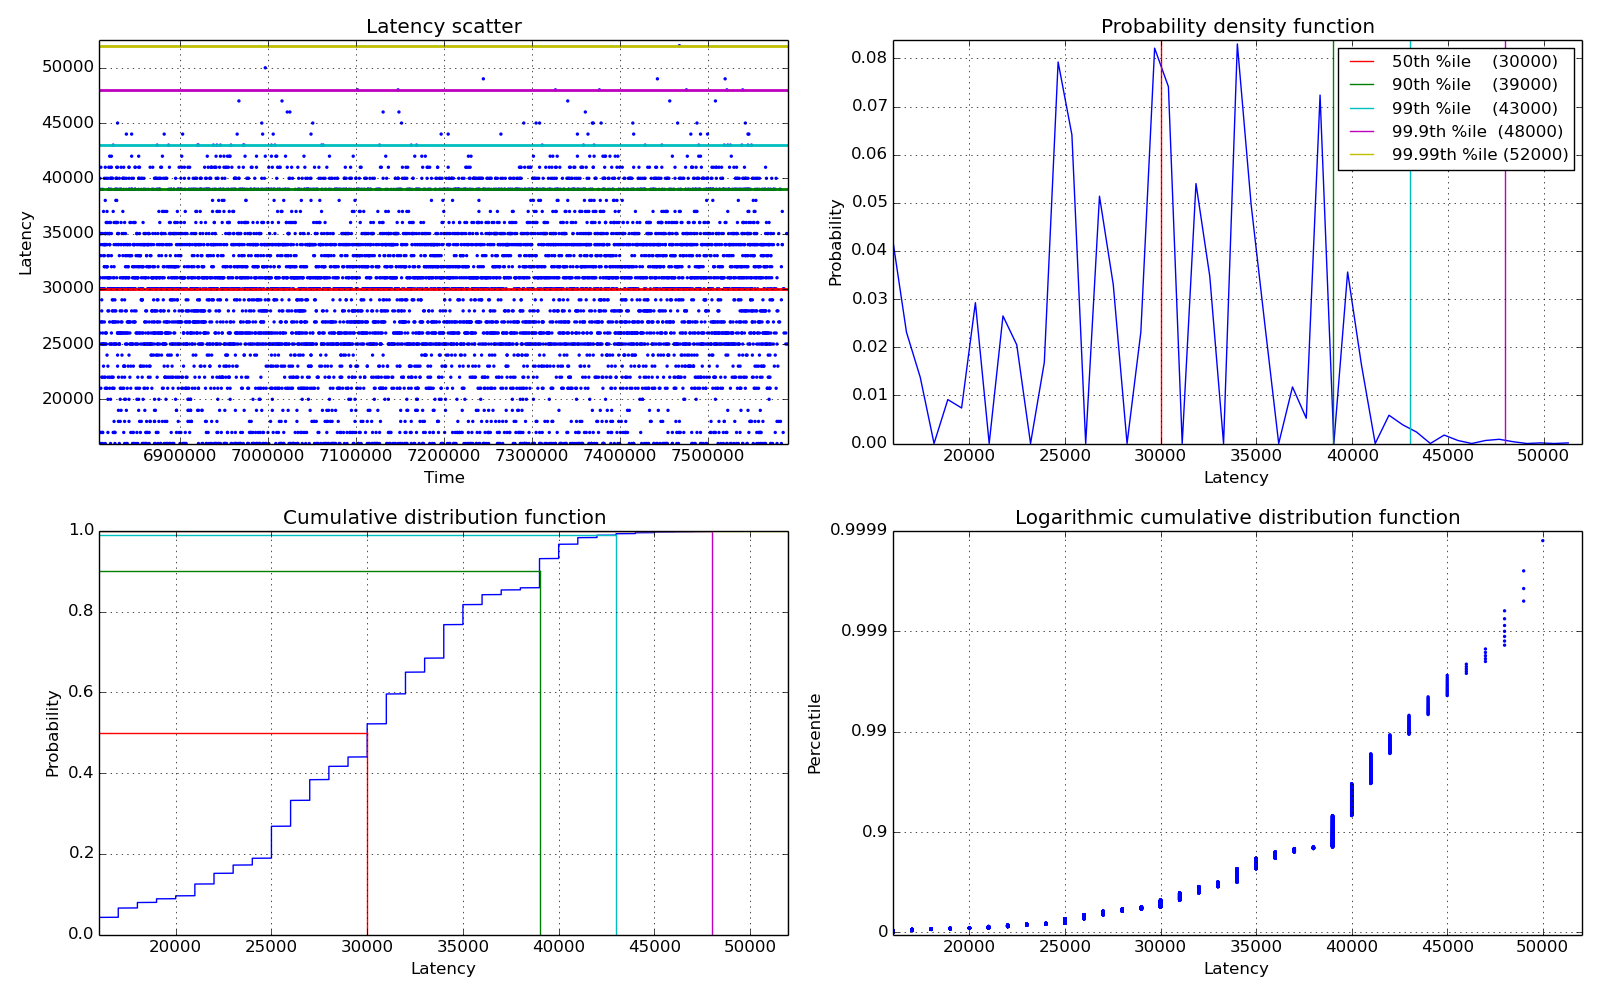 Latency scatter
50000
45000
40000
35000
30000
25000
20000
Latency
6900000 7000000 7100000 7200000 7300000 7400000 7500000
Time
Probability density function
0.08
0.07
0.06
0.05
0.04
0.03
0.02
0.01
0.00
Probability
50th %ile (30000)
90th %ile (39000)
99th %ile (43000)
99.9th %ile (48000)
99.99th %ile (52000)
20000 25000 30000 35000 40000 45000 50000
Latency
Cumulative distribution function
1.0
0.8
0.6
0.4
0.2
0.0
Probability
20000 25000 30000 35000 40000 45000 50000
Latency
Logarithmic cumulative distribution function
0.9999
0.999
0.99
0.9
0
Percentile
20000 25000 30000 35000 40000 45000 50000
Latency